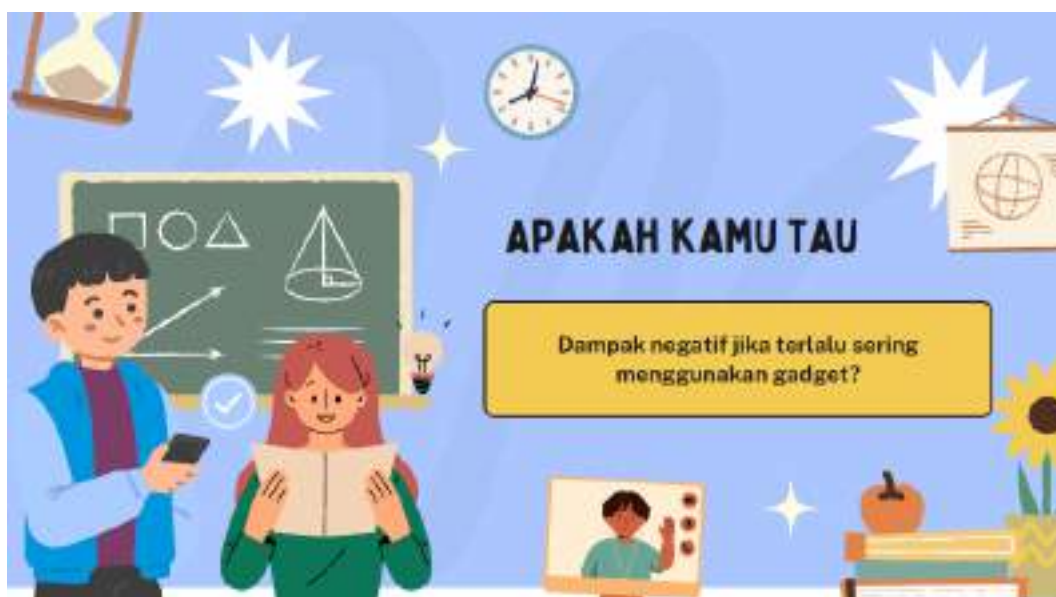 APAKAH KAMU TAU
Dampak negatif jika terlalu sering
menggunakan gadget?